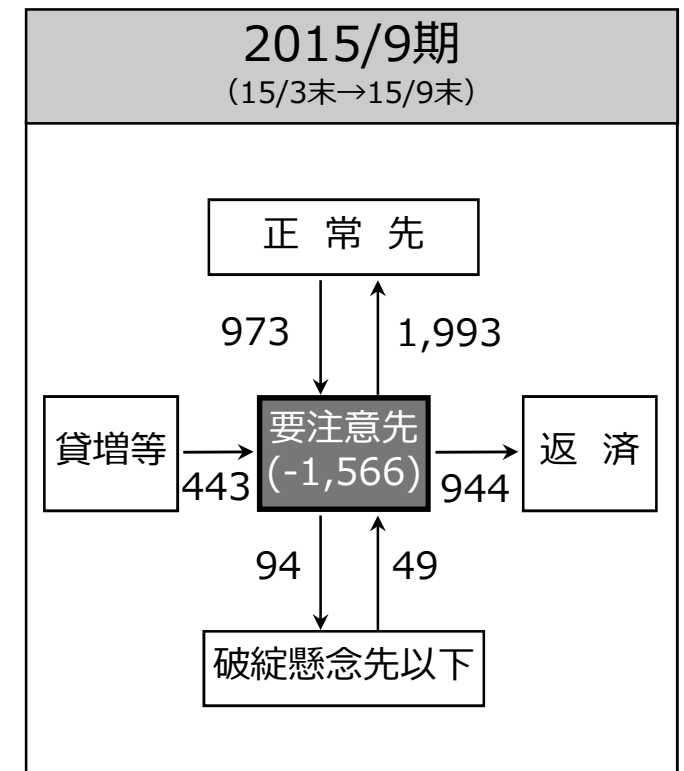 2015/9期
（15/3末→15/9末）
正 常 先
973
1,993
貸増等
443
要注意先
(-1,566)
944
返 済
94
49
破綻懸念先以下